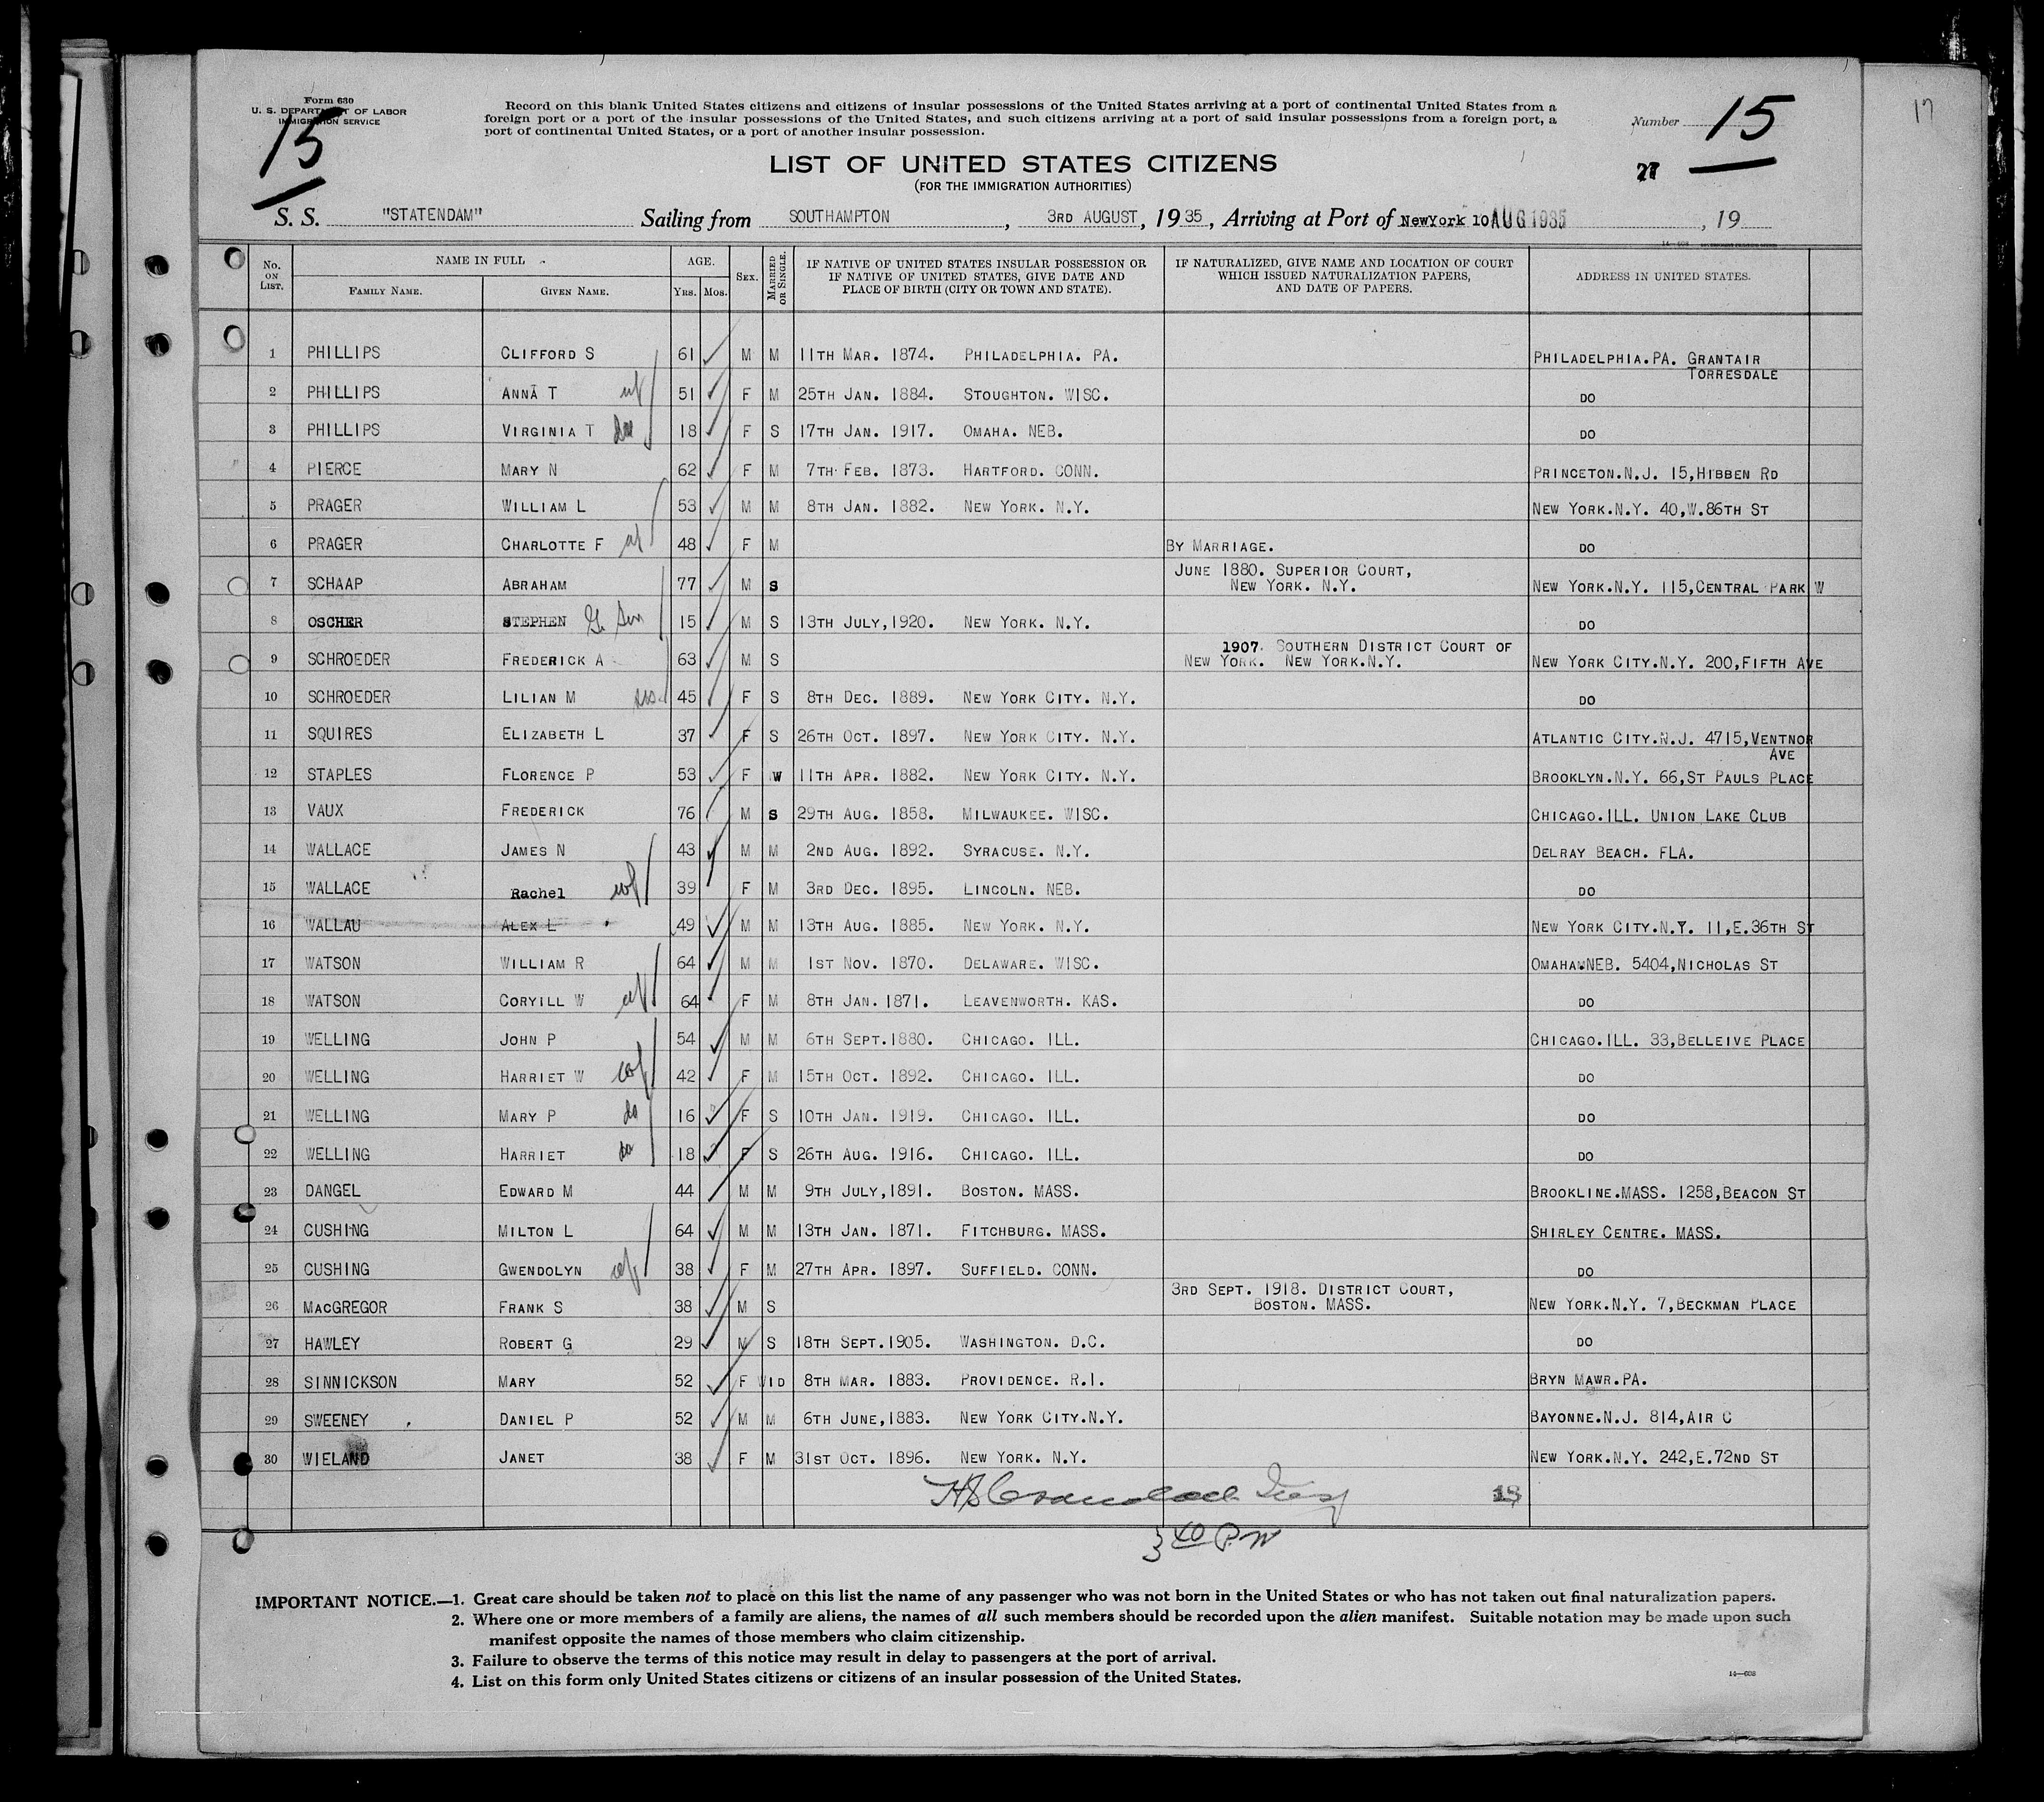 Form 630
U. S. DEPARTMENT OF LABOR
IMMIGRATION SERVICE
15
Record on this blank United States citizens and citizens of insular possessions of the United States arriving at a port of continental United States from a
foreign port or a port of the insular possessions of the United States, and such citizens arriving at a port of said insular possessions from a foreign port, a
port of continental United States, or a port of another insular possession.
Number 15
17
LIST OF UNITED STATES CITIZENS
(FOR THE IMMIGRATION AUTHORITIES)
S. S. "STATENDAM" Sailing from SOUTHAMPTON, 3RD AUGUST, 1935, Arriving at Port of NewYork 10 AUG 1935, 19
No. ON LIST. NAME IN FULL FAMILY NAME. GIVEN NAME. AGE. YRS. MOS. SEX. MARRIED OR SINGLE. IF NATIVE OF UNITED STATES INSULAR POSSESSION OR IF NATIVE OF UNITED STATES, GIVE DATE AND PLACE OF BIRTH (CITY OR TOWN AND STATE). IF NATURALIZED, GIVE NAME AND LOCATION OF COURT WHICH ISSUED NATURALIZATION PAPERS, AND DATE OF PAPERS. ADDRESS IN UNITED STATES.
1 PHILLIPS CLIFFORD S 61 M M 11TH MAR. 1874. PHILADELPHIA. PA. PHILADELPHIA.PA. GRANTAIR
TORRESDALE
2 PHILLIPS ANNA T wf 51 F M 25TH JAN. 1884. STOUGHTON. WISC. DO
3 PHILLIPS VIRGINIA T 18 F S 17TH JAN. 1917. OMAHA. NEB. DO
4 PIERCE MARY N 62 F M 7TH FEB. 1873. HARTFORD. CONN. PRINCETON.N.J. 15,HIBBEN RD
5 PRAGER WILLIAM L 53 M M 8TH JAN. 1882. NEW YORK. N.Y. NEW YORK.N.Y. 40,W.86TH ST
6 PRAGER CHARLOTTE F wf 48 F M BY MARRIAGE. DO
7 SCHAAP ABRAHAM 77 M S JUNE 1880. SUPERIOR COURT,
NEW YORK. N.Y. NEW YORK.N.Y. 115,CENTRAL PARK W
8 OSCHER STEPHEN G. Son 15 M S 13TH JULY,1920. NEW YORK. N.Y. DO
9 SCHROEDER FREDERICK A 63 M S 1907. SOUTHERN DISTRICT COURT OF
NEW YORK. NEW YORK.N.Y. NEW YORK CITY.N.Y. 200,FIFTH AVE
10 SCHROEDER LILIAN M sis. 45 F S 8TH DEC. 1889. NEW YORK CITY. N.Y. DO
11 SQUIRES ELIZABETH L 37 F S 26TH OCT. 1897. NEW YORK CITY. N.Y. ATLANTIC CITY.N.J. 4715,VENTNOR
AVE
12 STAPLES FLORENCE P 53 F W 11TH APR. 1882. NEW YORK CITY. N.Y. BROOKLYN.N.Y. 66,ST PAULS PLACE
13 VAUX FREDERICK 76 M S 29TH AUG. 1858. MILWAUKEE. WISC. CHICAGO.ILL. UNION LAKE CLUB
14 WALLACE JAMES N 43 M M 2ND AUG. 1892. SYRACUSE. N.Y. DELRAY BEACH. FLA.
15 WALLACE Rachel wf 39 F M 3RD DEC. 1895. LINCOLN. NEB. DO
16 WALLAU ALEX L 49 M M 13TH AUG. 1885. NEW YORK. N.Y. NEW YORK CITY.N.Y. 11,E.36TH ST
17 WATSON WILLIAM R 64 M M 1ST NOV. 1870. DELAWARE. WISC. OMAHA NEB. 5404,NICHOLAS ST
18 WATSON CORYILL W wf 64 F M 8TH JAN.1871. LEAVENWORTH. KAS. DO
19 WELLING JOHN P 54 M M 6TH SEPT.1880. CHICAGO. ILL. CHICAGO.ILL. 33,BELLEIVE PLACE
20 WELLING HARRIET W wf 42 F M 15TH OCT. 1892. CHICAGO. ILL. DO
21 WELLING MARY P da 16 F S 10TH JAN. 1919. CHICAGO. ILL. DO
22 WELLING HARRIET da 18 F S 26TH AUG. 1916. CHICAGO. ILL. DO
23 DANGEL EDWARD M 44 M M 9TH JULY,1891. BOSTON. MASS. BROOKLINE.MASS. 1258,BEACON ST
24 CUSHING MILTON L 64 M M 13TH JAN. 1871. FITCHBURG. MASS. SHIRLEY CENTRE. MASS.
25 CUSHING GWENDOLYN wf 38 F M 27TH APR. 1897. SUFFIELD. CONN. DO
26 MACGREGOR FRANK S 38 M S 3RD SEPT. 1918. DISTRICT COURT,
BOSTON. MASS. NEW YORK.N.Y. 7,BECKMAN PLACE
27 HAWLEY ROBERT G 29 M S 18TH SEPT.1905. WASHINGTON. D.C. DO
28 SINNICKSON MARY 52 F WID 8TH MAR. 1883. PROVIDENCE. R.I. BRYN MAWR.PA.
29 SWEENEY DANIEL P 52 M M 6TH JUNE,1883. NEW YORK CITY.N.Y. BAYONNE.N.J. 814,AIR C
30 WIELAND JANET 38 F M 31ST OCT. 1896. NEW YORK. N.Y. NEW YORK.N.Y. 242,E.72ND ST
3 40 P.M
IMPORTANT NOTICE.—1. Great care should be taken not to place on this list the name of any passenger who was not born in the United States or who has not taken out final naturalization papers.
2. Where one or more members of a family are aliens, the names of all such members should be recorded upon the alien manifest. Suitable notation may be made upon such
manifest opposite the names of those members who claim citizenship.
3. Failure to observe the terms of this notice may result in delay to passengers at the port of arrival.
4. List on this form only United States citizens or citizens of an insular possession of the United States.
14—608